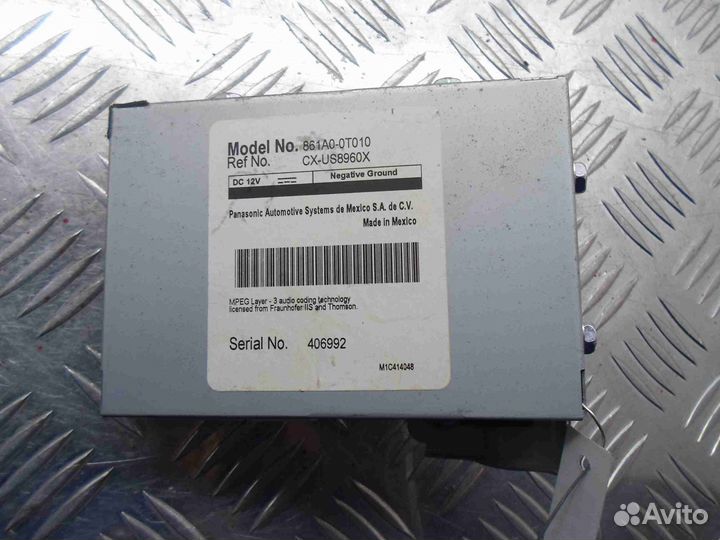 Model No. 861A0-0T010
Ref No. CX-US8960X
DC 12V Negative Ground
Panasonic Automotive Systems de Mexico S.A. de C.V.
Made in Mexico
MPEG Layer - 3 audio coding technology
licensed from Fraunhofer IIS and Thomson.
Serial No. 406992
M1C414048
Avito